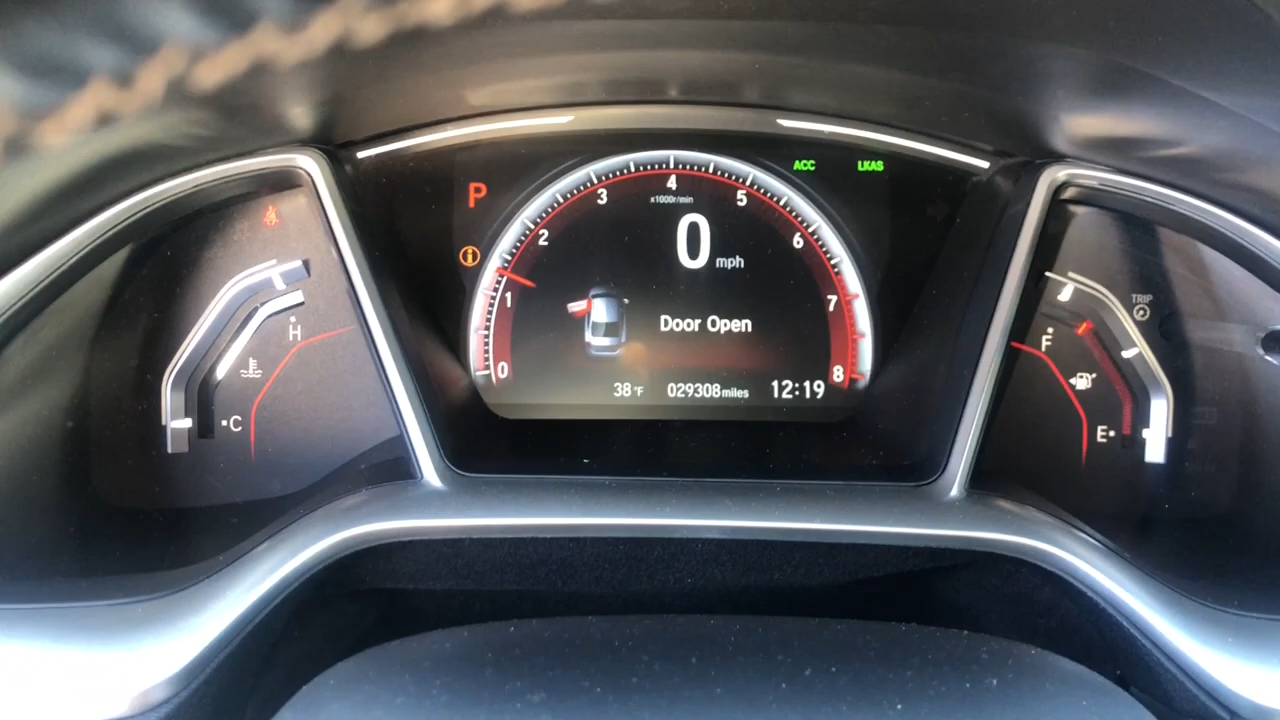 ACC LKAS
P
0 1 2 3 4 5 6 7 8
x1000r/min
0 mph
Door Open
38°F 029308miles 12:19
H
C
TRIP
F
E